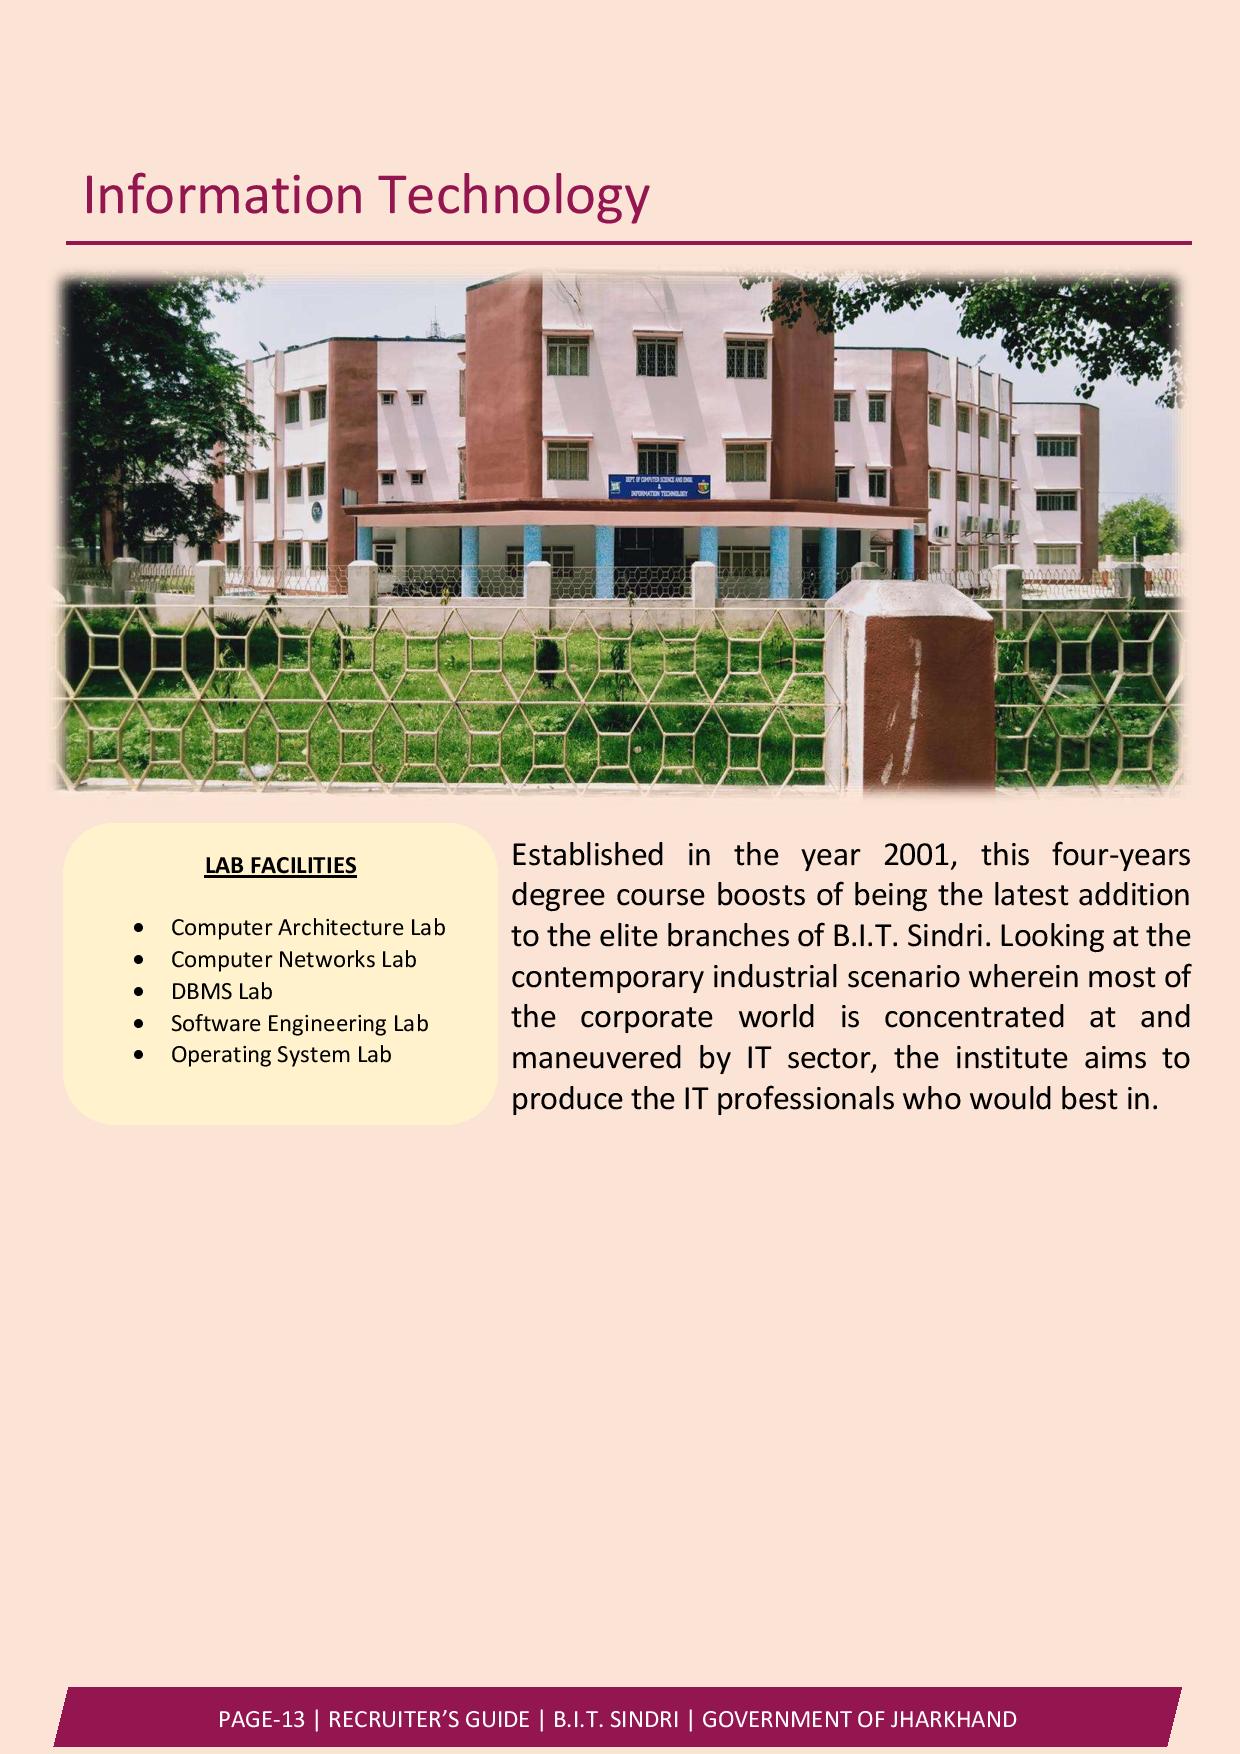 Information Technology
DEPT. OF COMPUTER SCIENCE AND ENGG.
&
INFORMATION TECHNOLOGY
LAB FACILITIES
• Computer Architecture Lab
• Computer Networks Lab
• DBMS Lab
• Software Engineering Lab
• Operating System Lab
Established in the year 2001, this four-years
degree course boosts of being the latest addition
to the elite branches of B.I.T. Sindri. Looking at the
contemporary industrial scenario wherein most of
the corporate world is concentrated at and
maneuvered by IT sector, the institute aims to
produce the IT professionals who would best in.
PAGE-13 | RECRUITER’S GUIDE | B.I.T. SINDRI | GOVERNMENT OF JHARKHAND